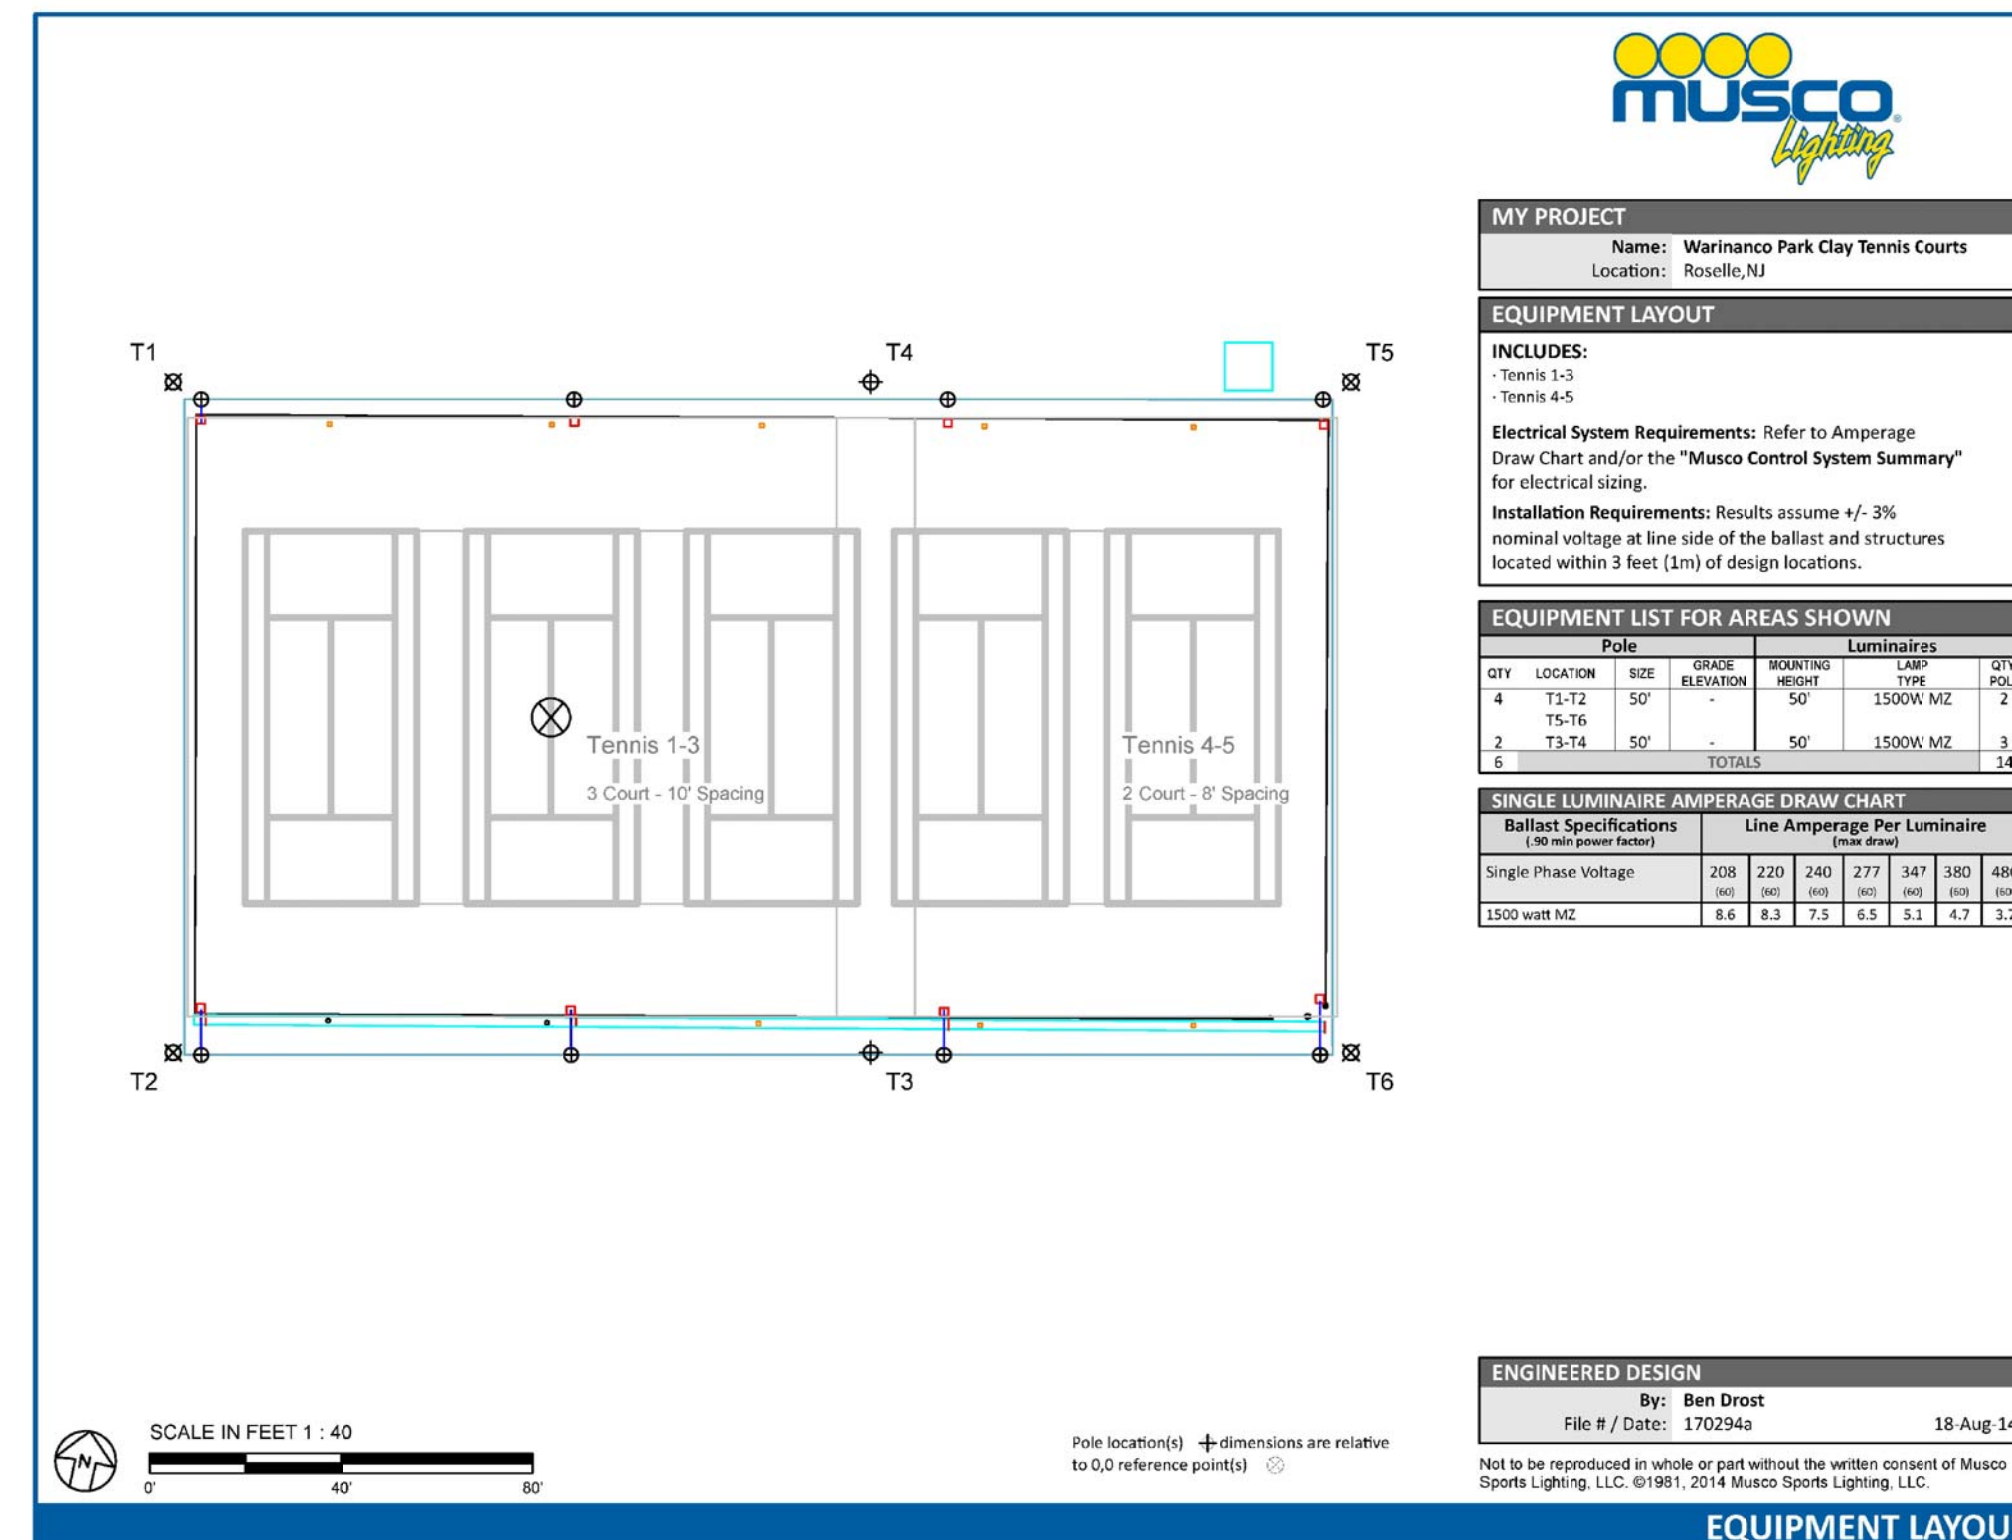 musco
Lighting
MY PROJECT
Name: Warinanco Park Clay Tennis Courts
Location: Roselle,NJ
EQUIPMENT LAYOUT
INCLUDES:
· Tennis 1-3
· Tennis 4-5
Electrical System Requirements: Refer to Amperage
Draw Chart and/or the "Musco Control System Summary"
for electrical sizing.
Installation Requirements: Results assume +/- 3%
nominal voltage at line side of the ballast and structures
located within 3 feet (1m) of design locations.
EQUIPMENT LIST FOR AREAS SHOWN
Pole Luminaires
QTY LOCATION SIZE GRADE ELEVATION MOUNTING HEIGHT LAMP TYPE
4 T1-T2 50' - 50' 1500W MZ 2
T5-T6
2 T3-T4 50' - 50' 1500W MZ 3
6 TOTALS 14
SINGLE LUMINAIRE AMPERAGE DRAW CHART
Ballast Specifications Line Amperage Per Luminaire
(.90 min power factor) (max draw)
Single Phase Voltage 208 220 240 277 347 380
(60) (60) (60) (60) (60) (60)
1500 watt MZ 8.6 8.3 7.5 6.5 5.1 4.7
T1 T4 T5
Tennis 1-3 Tennis 4-5
3 Court - 10' Spacing 2 Court - 8' Spacing
T2 T3 T6
ENGINEERED DESIGN
By: Ben Drost
File # / Date: 170294a 18-Aug-14
SCALE IN FEET 1 : 40
N
0' 40' 80'
Pole location(s) dimensions are relative
to 0,0 reference point(s)
Not to be reproduced in whole or part without the written consent of Musco
Sports Lighting, LLC. ©1981, 2014 Musco Sports Lighting, LLC.
EQUIPMENT LAYOU